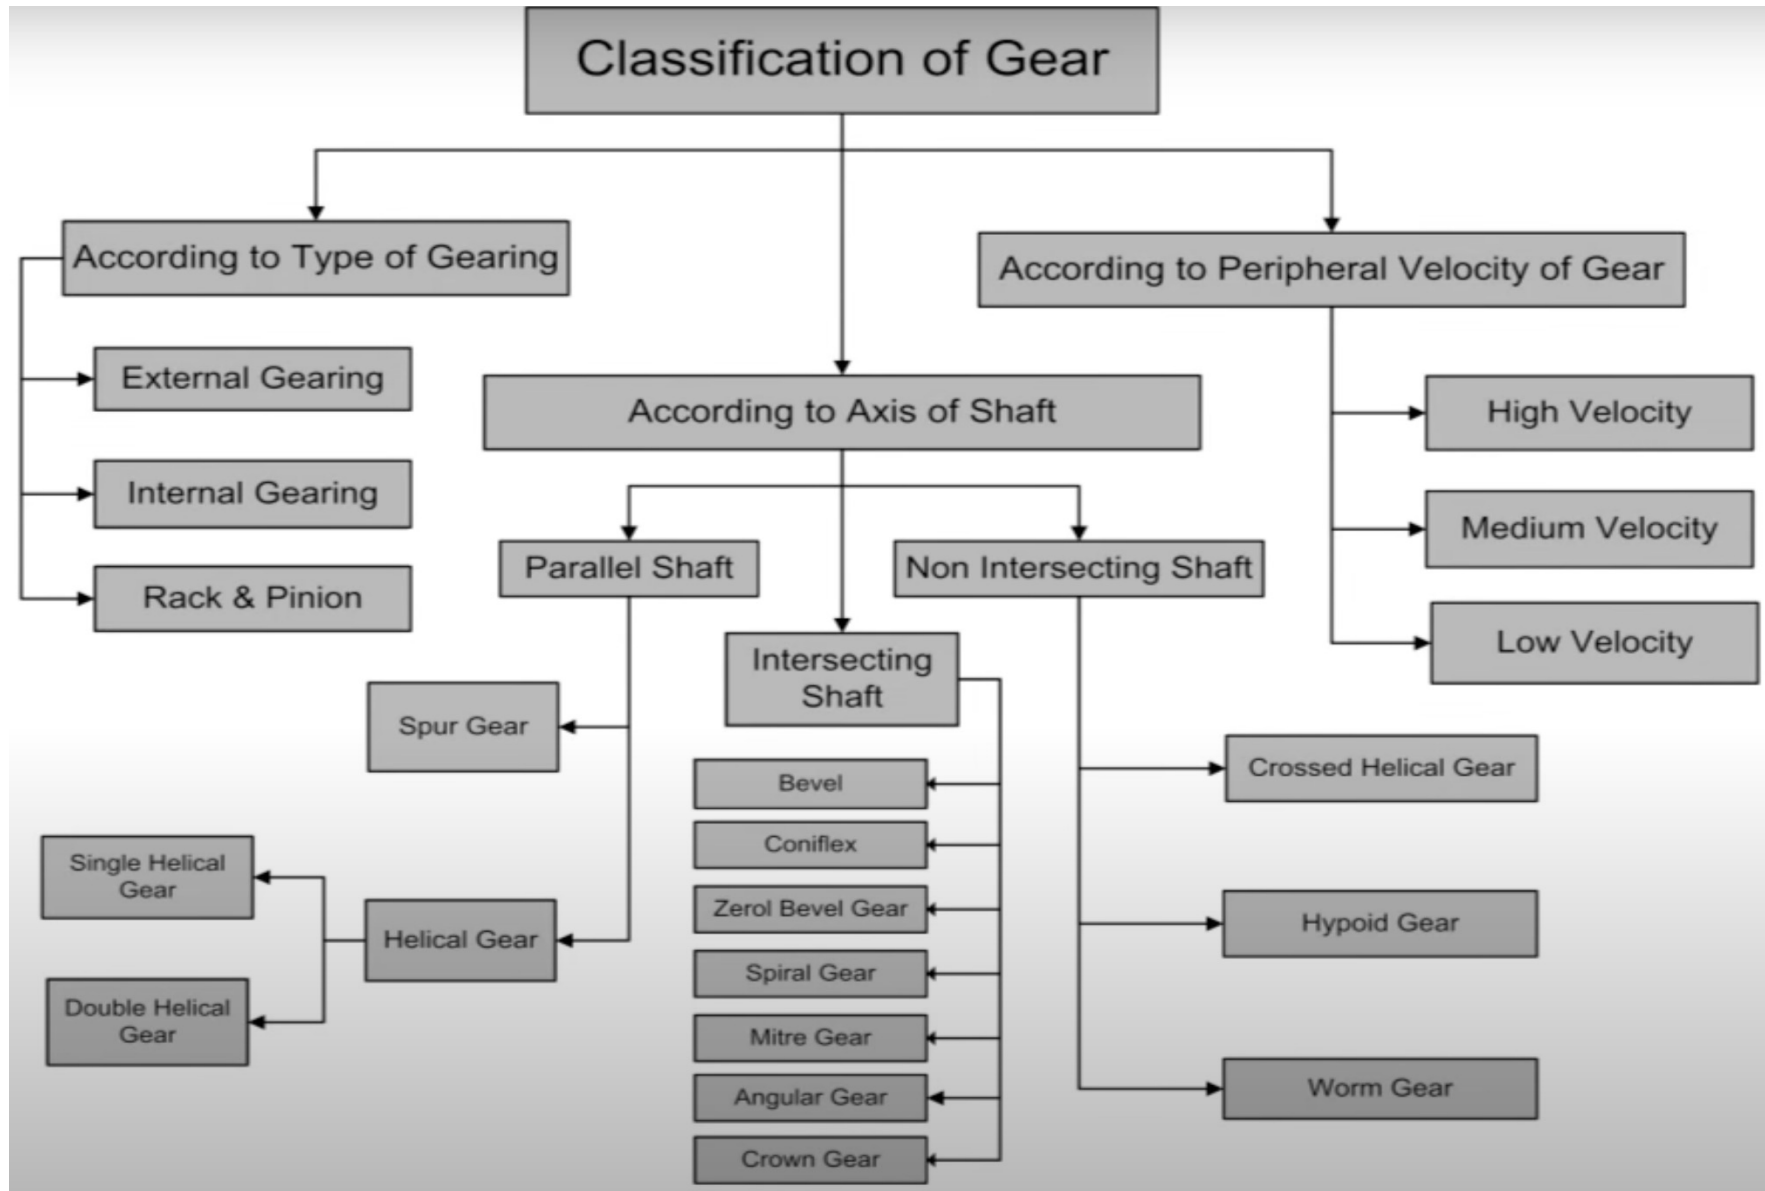 Classification of Gear
According to Type of Gearing
External Gearing
Internal Gearing
Rack & Pinion
According to Axis of Shaft
Parallel Shaft
Spur Gear
Helical Gear
Single Helical
Gear
Double Helical
Gear
Intersecting
Shaft
Bevel
Coniflex
Zerol Bevel Gear
Spiral Gear
Mitre Gear
Angular Gear
Crown Gear
Non Intersecting Shaft
Crossed Helical Gear
Hypoid Gear
Worm Gear
According to Peripheral Velocity of Gear
High Velocity
Medium Velocity
Low Velocity